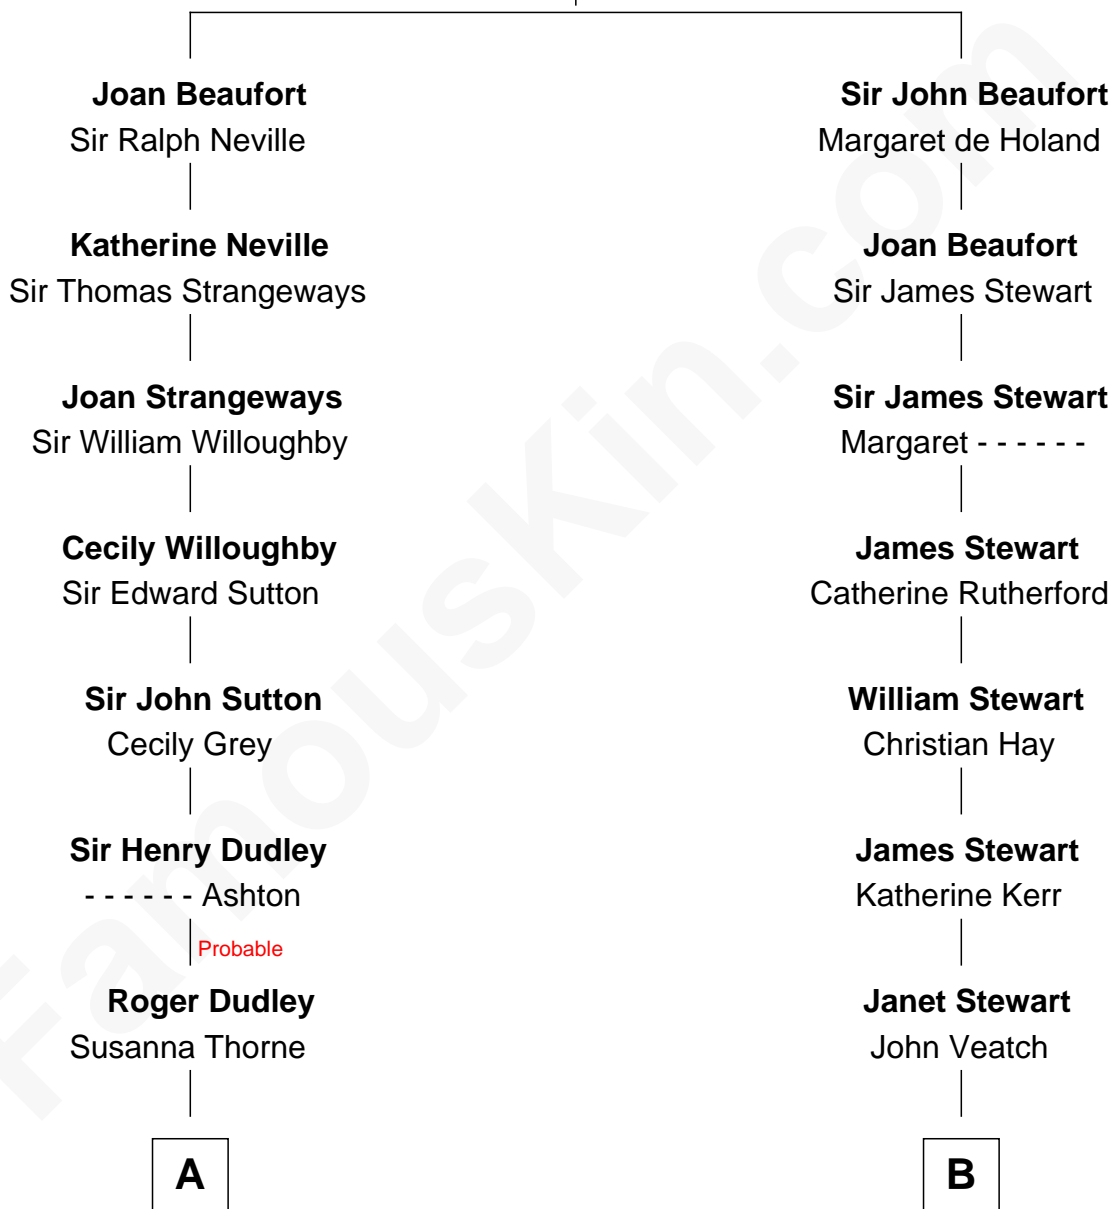 Joan Beaufort
Sir Ralph Neville
Katherine Neville
Sir Thomas Strangeways
Joan Strangeways
Sir William Willoughby
Cecily Willoughby
Sir Edward Sutton
Sir John Sutton
Cecily Grey
Sir Henry Dudley
- - - - - - Ashton
Probable
Roger Dudley
Susanna Thorne
A
Sir John Beaufort
Margaret de Holand
Joan Beaufort
Sir James Stewart
Sir James Stewart
Margaret - - - - - -
James Stewart
Catherine Rutherford
William Stewart
Christian Hay
James Stewart
Katherine Kerr
Janet Stewart
John Veatch
B
FamousKin.com